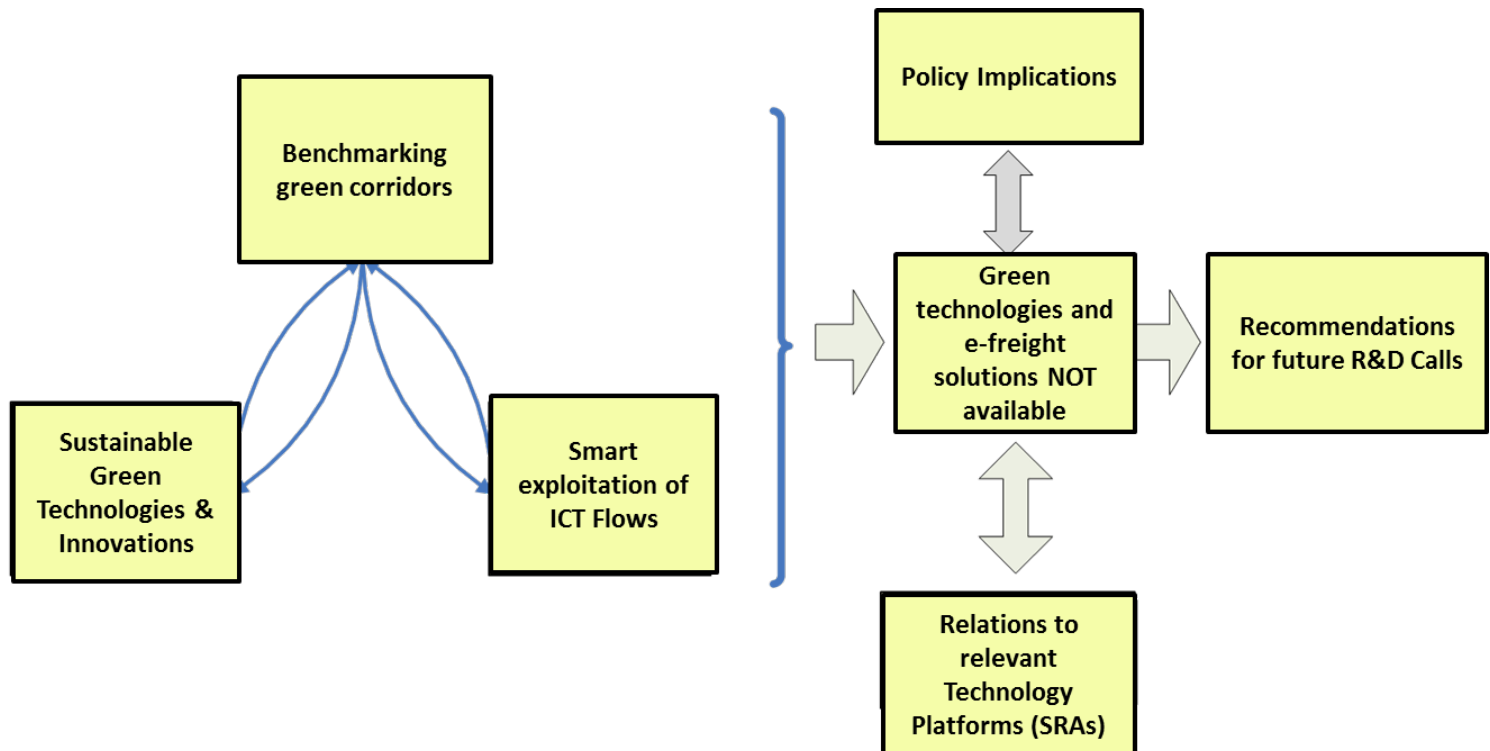 Benchmarking
green corridors
Sustainable
Green
Technologies &
Innovations
Smart
exploitation of
ICT Flows
Policy Implications
Green
technologies and
e-freight
solutions NOT
available
Recommendations
for future R&D Calls
Relations to
relevant
Technology
Platforms (SRAs)